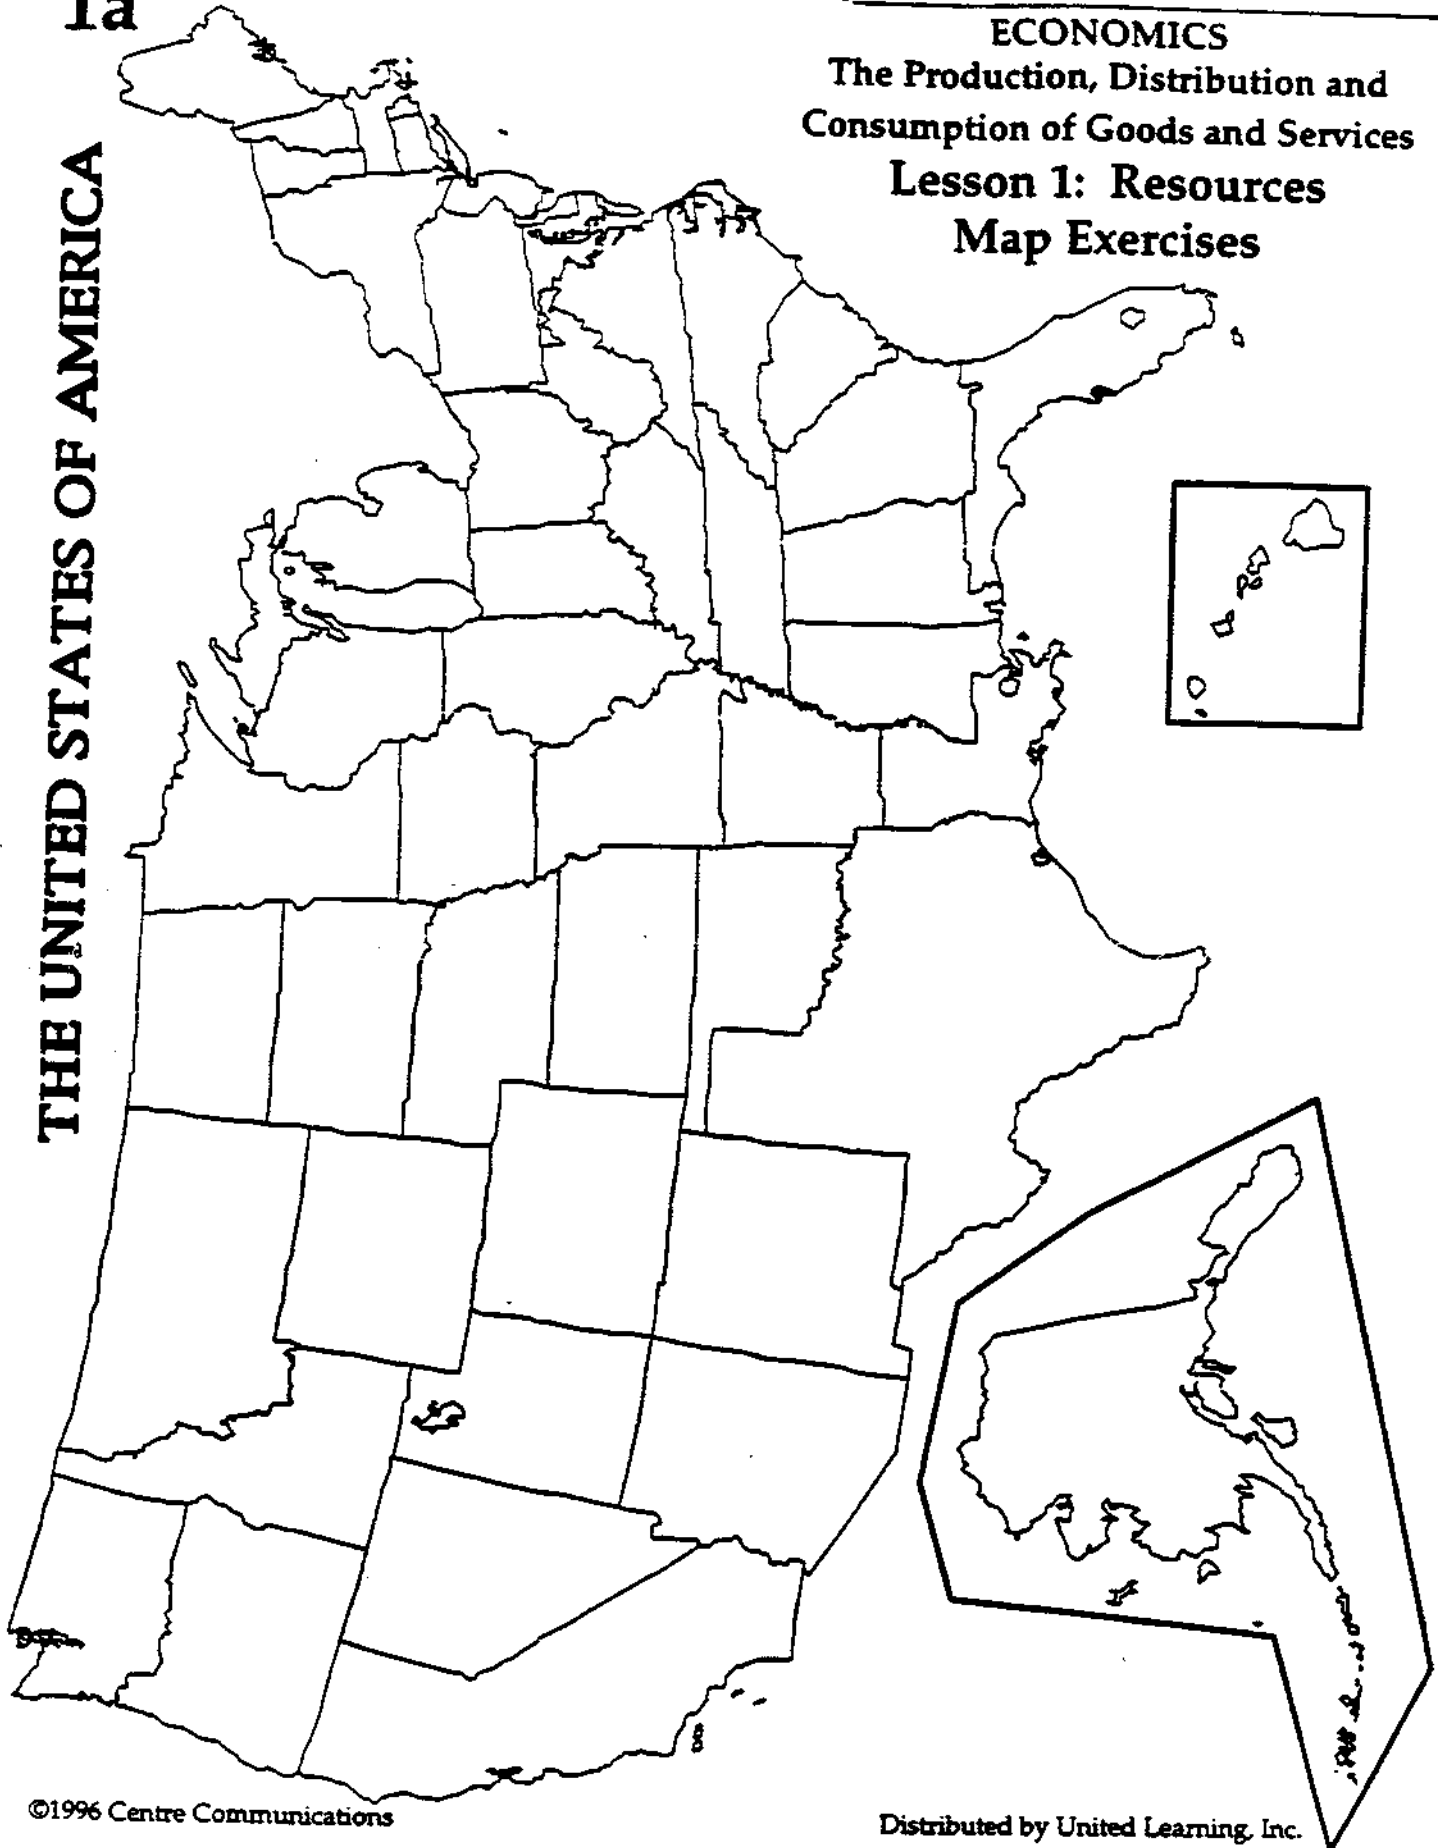 1a
ECONOMICS
The Production, Distribution and
Consumption of Goods and Services
Lesson 1: Resources
Map Exercises
THE UNITED STATES OF AMERICA
©1996 Centre Communications
Distributed by United Learning, Inc.